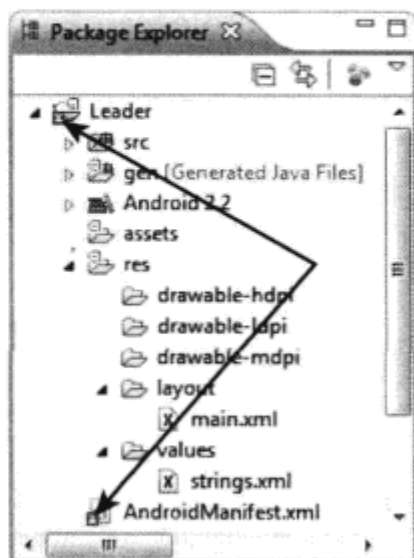 Package Explorer
Leader
src
gen [Generated Java Files]
Android 2.2
assets
res
drawable-hdpi
drawable-ldpi
drawable-mdpi
layout
main.xml
values
strings.xml
AndroidManifest.xml